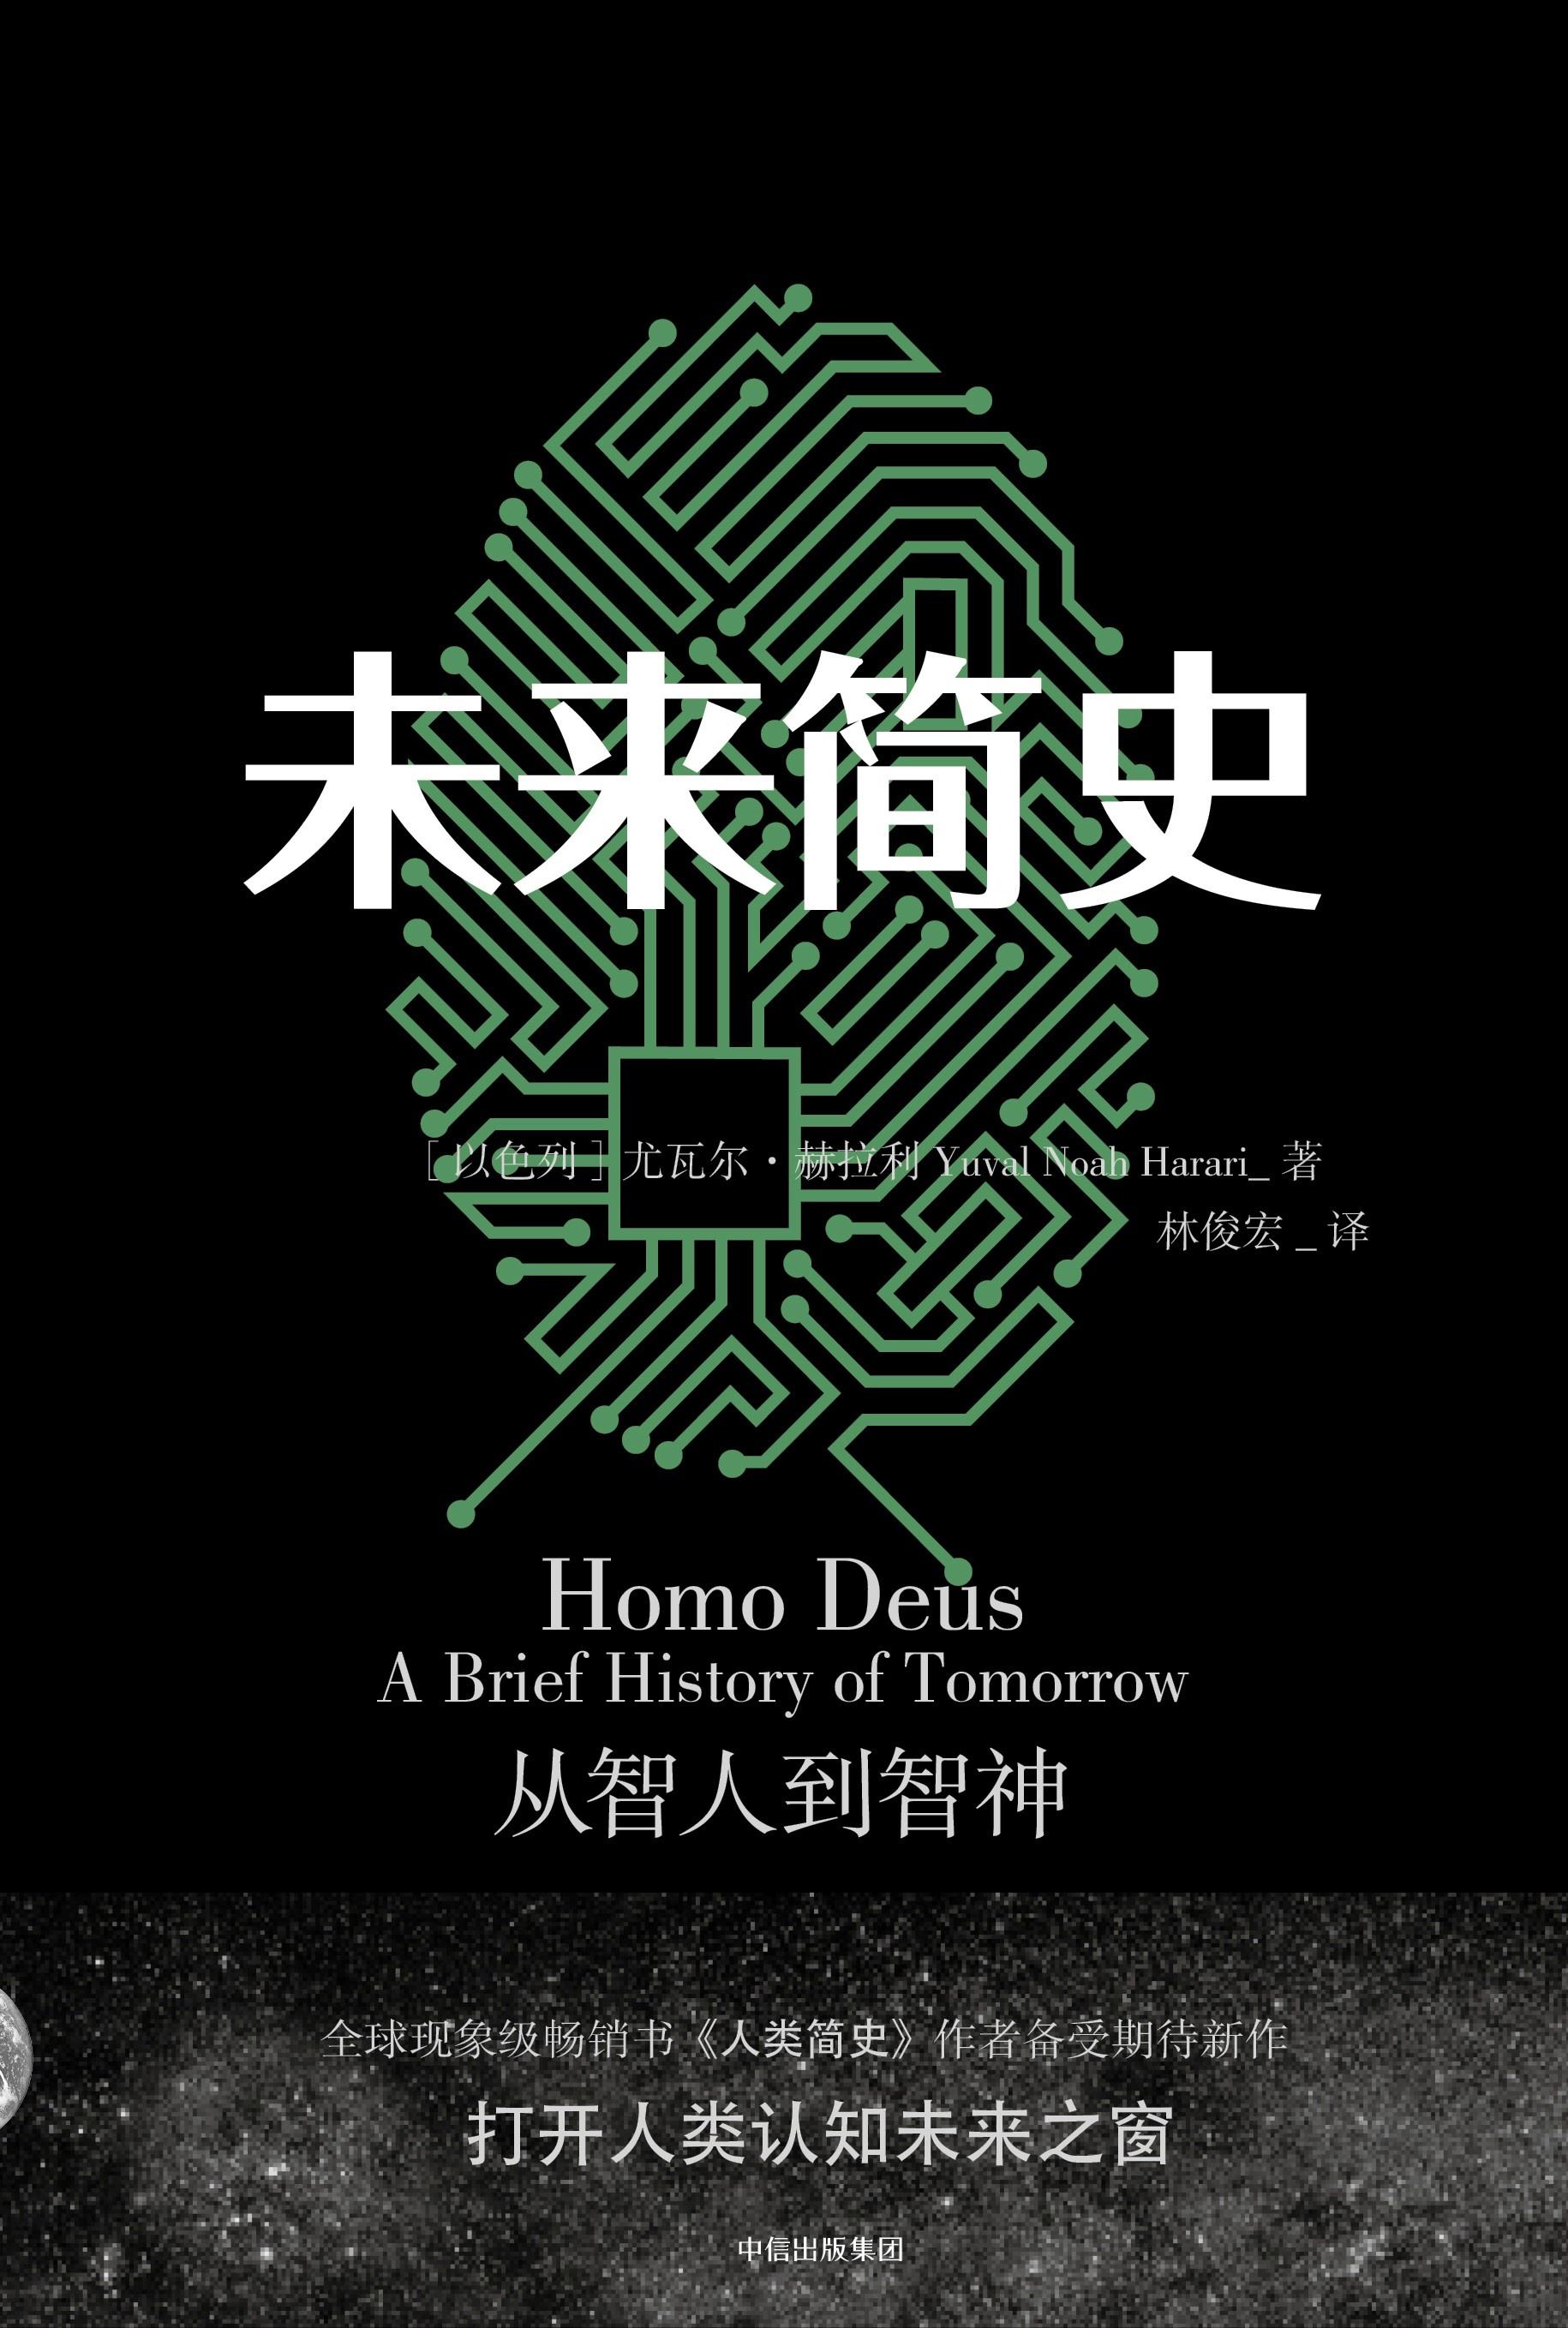 未来简史
[以色列] 尤瓦尔·赫拉利 Yuval Noah Harari_ 著
林俊宏 _ 译
Homo Deus
A Brief History of Tomorrow
从智人到智神
全球现象级畅销书《人类简史》作者备受期待新作
打开人类认知未来之窗
中信出版集团